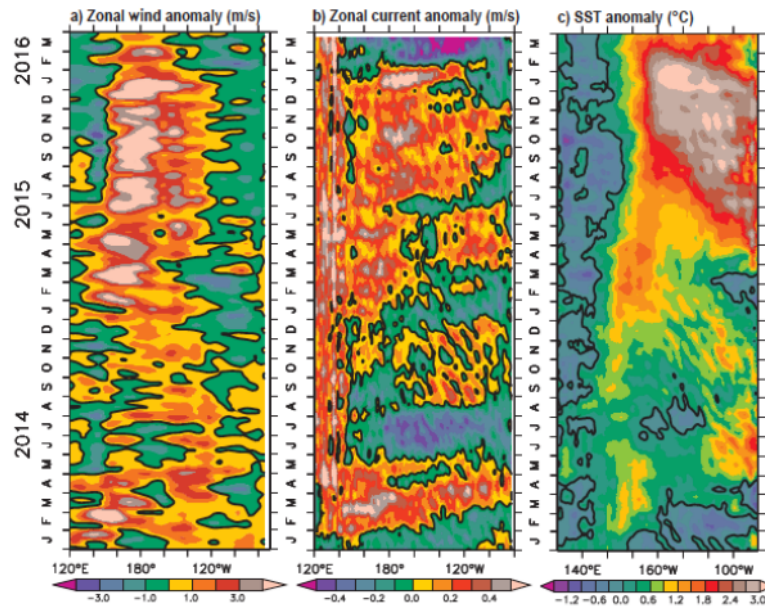 a) Zonal wind anomaly (m/s)
2016
2015
2014
M F J D N O S A J J M A M F J D N O S A J J M A M F J
120°E 180° 120°W
−3.0 −1.0 1.0 3.0
b) Zonal current anomaly (m/s)
M F J D N O S A J J M A M F J D N O S A J J M A M F J
120°E 180° 120°W
−0.4 −0.2 0.0 0.2 0.4
c) SST anomaly (°C)
M F J D N O S A J J M A M F J D N O S A J J M A M F J
140°E 160°W 100°W
−1.2 −0.6 0.0 0.6 1.2 1.8 2.4 3.0